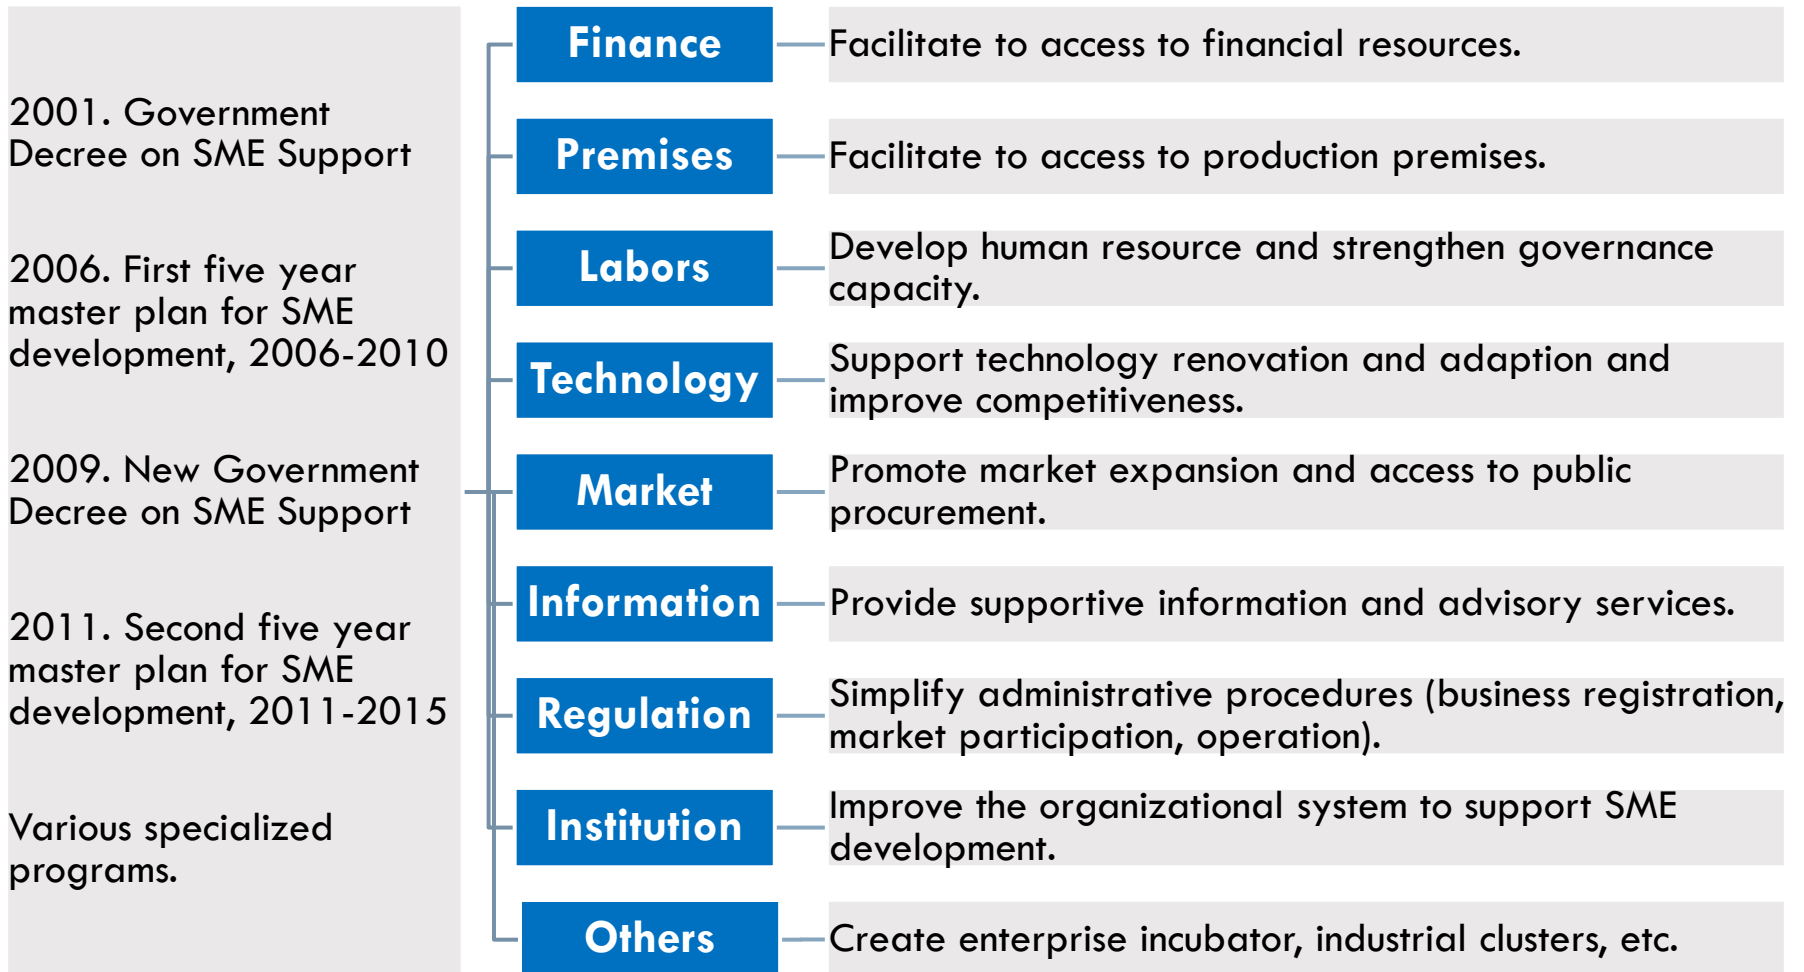 2001. Government
Decree on SME Support
2006. First five year
master plan for SME
development, 2006-2010
2009. New Government
Decree on SME Support
2011. Second five year
master plan for SME
development, 2011-2015
Various specialized
programs.
Finance
Facilitate to access to financial resources.
Premises
Facilitate to access to production premises.
Labors
Develop human resource and strengthen governance
capacity.
Technology
Support technology renovation and adaption and
improve competitiveness.
Market
Promote market expansion and access to public
procurement.
Information
Provide supportive information and advisory services.
Regulation
Simplify administrative procedures (business registration,
market participation, operation).
Institution
Improve the organizational system to support SME
development.
Others
Create enterprise incubator, industrial clusters, etc.